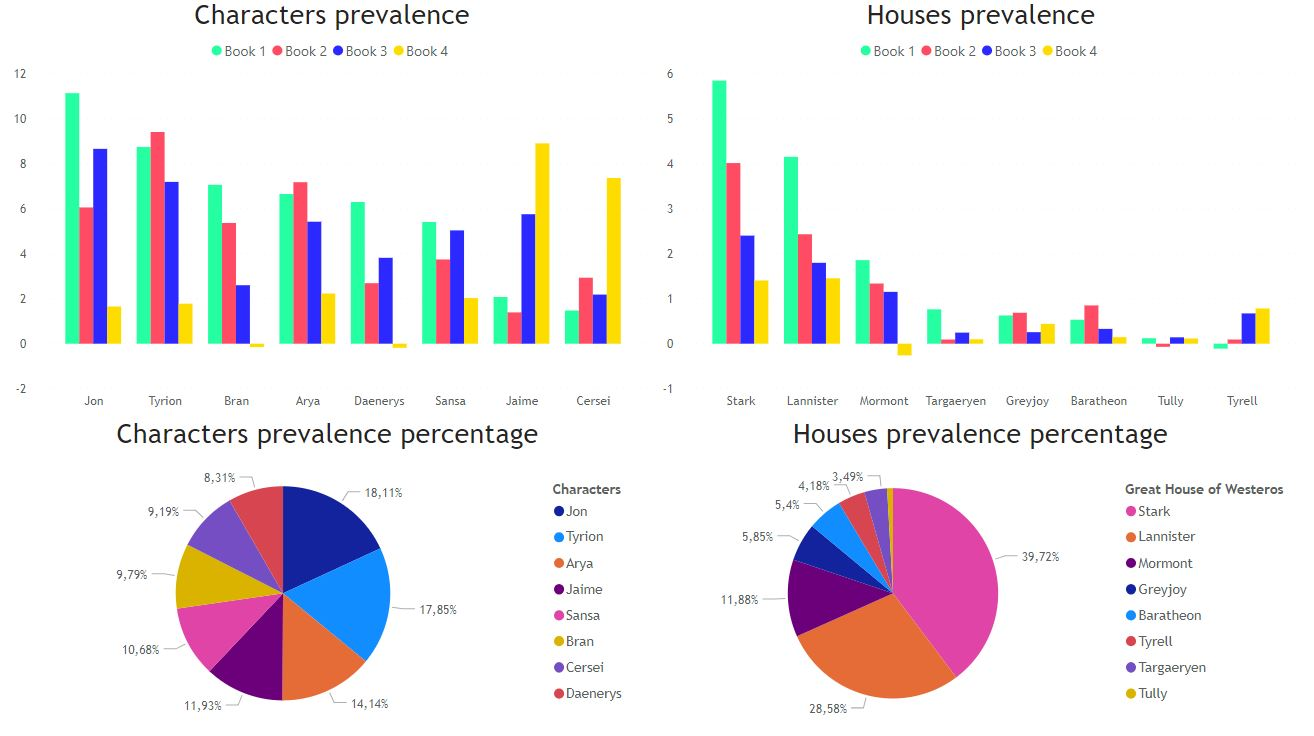 Characters prevalence
Book 1 Book 2 Book 3 Book 4
12
10
8
6
4
2
0
-2
Jon Tyrion Bran Arya Daenerys Sansa Jaime Cersei
Houses prevalence
Book 1 Book 2 Book 3 Book 4
6
5
4
3
2
1
0
-1
Stark Lannister Mormont Targaeryen Greyjoy Baratheon Tully Tyrell
Characters prevalence percentage
18,11%
17,85%
14,14%
11,93%
10,68%
9,79%
9,19%
8,31%
Characters
Jon
Tyrion
Arya
Jaime
Sansa
Bran
Cersei
Daenerys
Houses prevalence percentage
39,72%
28,58%
11,88%
5,85%
5,4%
4,18%
3,49%
Great House of Westeros
Stark
Lannister
Mormont
Greyjoy
Baratheon
Tyrell
Targaeryen
Tully